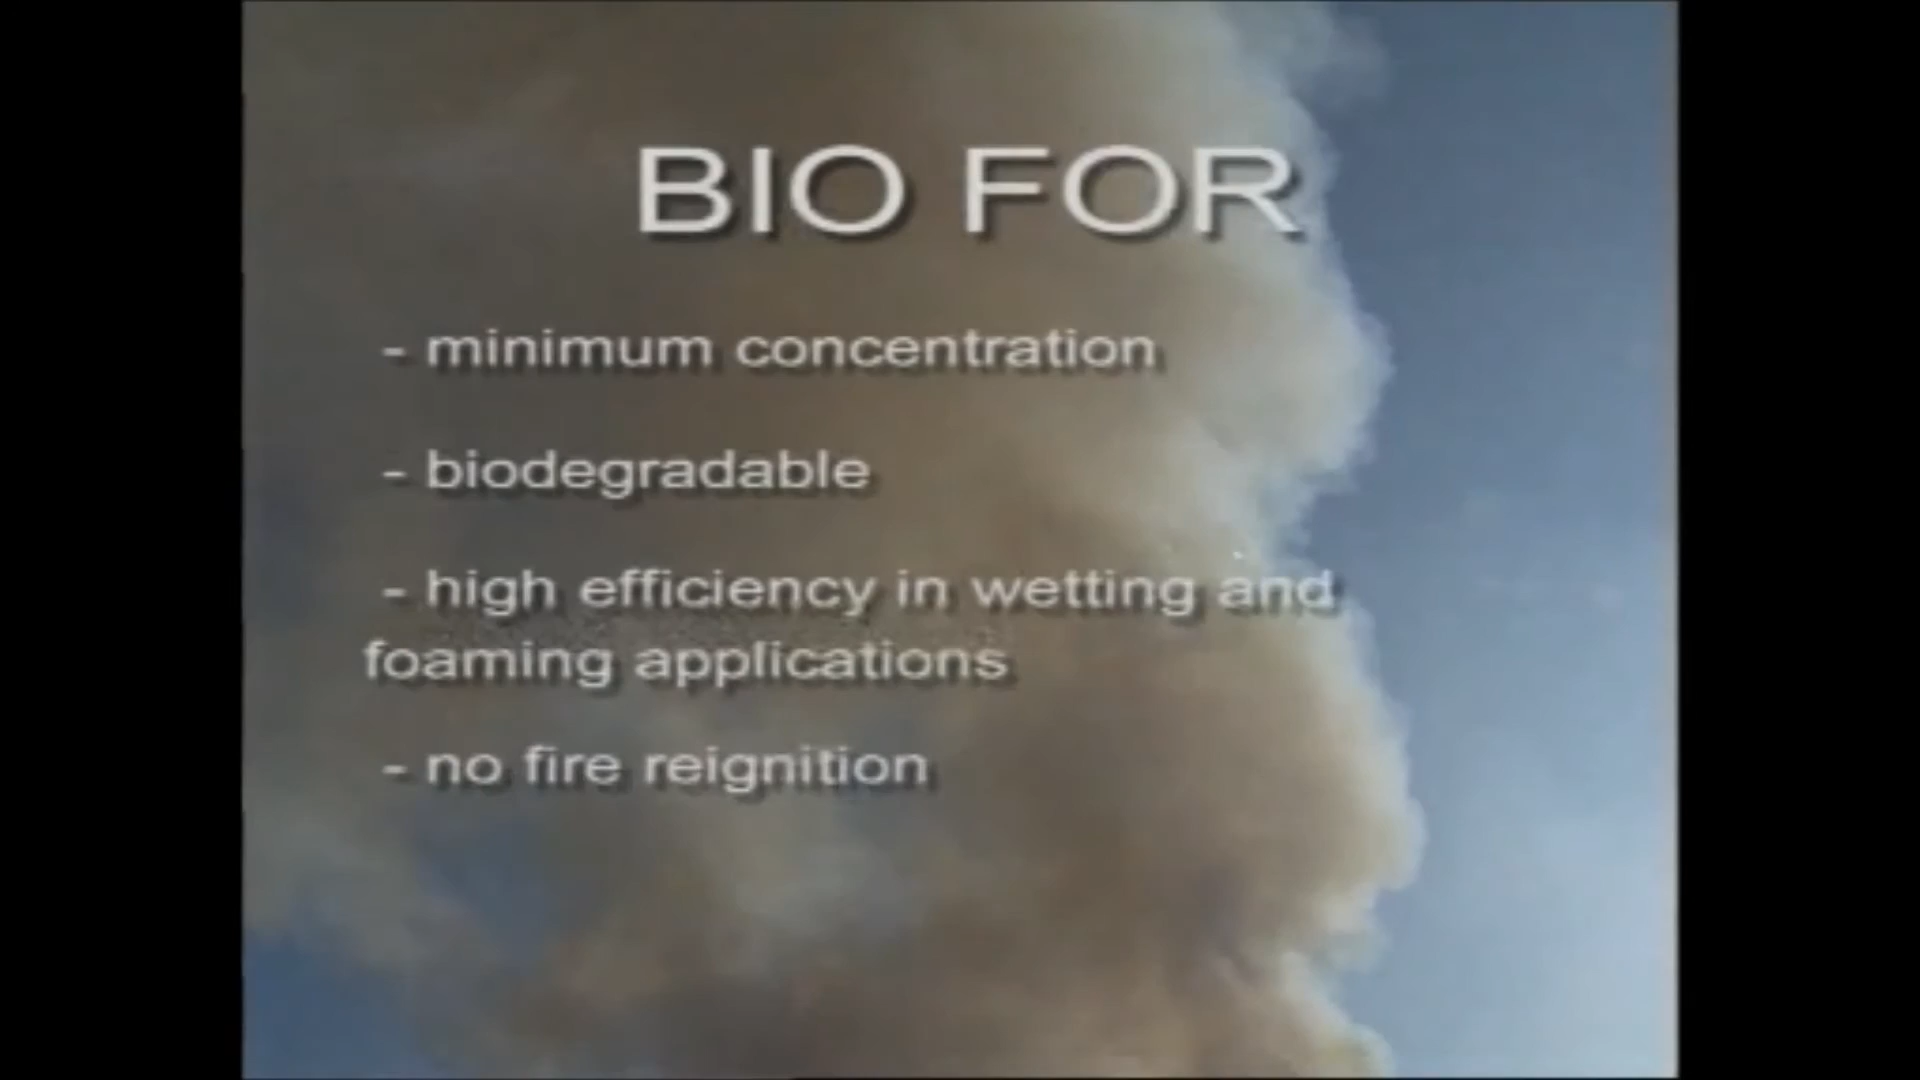 BIO FOR
- minimum concentration
- biodegradable
- high efficiency in wetting and
foaming applications
- no fire reignition